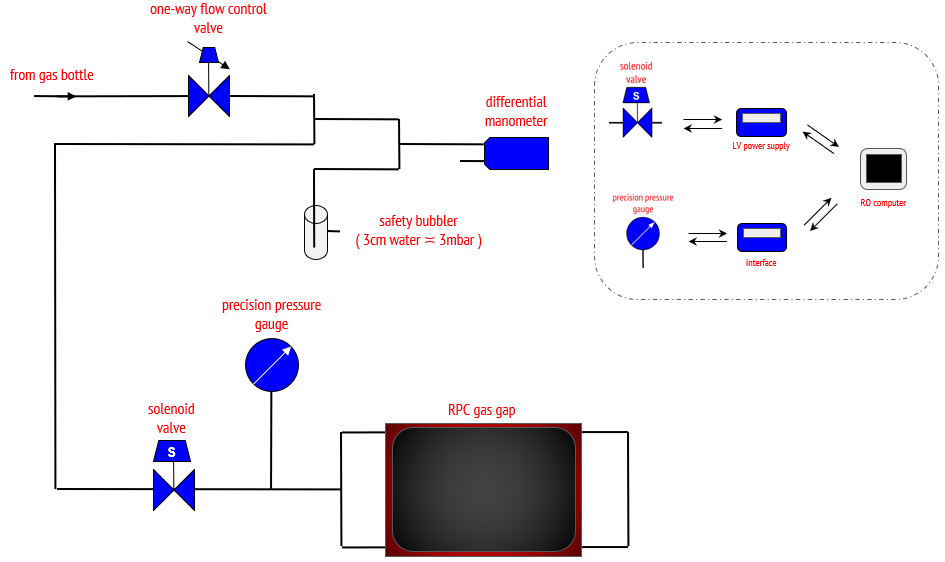 one-way flow control
valve
from gas bottle
differential
manometer
safety bubbler
( 3cm water ≍ 3mbar )
precision pressure
gauge
solenoid
valve
S
RPC gas gap
solenoid
valve
S
LV power supply
RO computer
precision pressure
gauge
interface